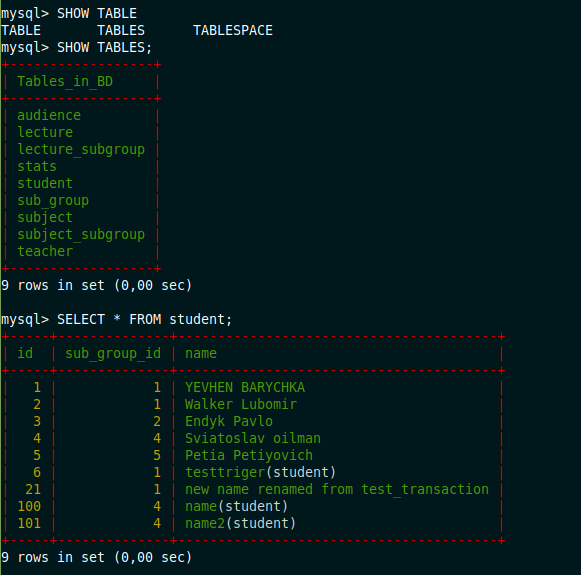 mysql> SHOW TABLE
TABLE       TABLES      TABLESPACE
mysql> SHOW TABLES;
+------------------+
| Tables_in_BD     |
+------------------+
| audience         |
| lecture          |
| lecture_subgroup |
| stats            |
| student          |
| sub_group        |
| subject          |
| subject_subgroup |
| teacher          |
+------------------+
9 rows in set (0,00 sec)
mysql> SELECT * FROM student;
+-----+--------------+----------------------------------------+
| id  | sub_group_id | name                                   |
+-----+--------------+----------------------------------------+
|   1 |            1 | YEVHEN BARYCHKA                        |
|   2 |            1 | Walker Lubomir                         |
|   3 |            2 | Endyk Pavlo                            |
|   4 |            4 | Sviatoslav oilman                      |
|   5 |            5 | Petia Petiyovich                       |
|   6 |            1 | testtriger(student)                    |
|  21 |            1 | new name renamed from test_transaction |
| 100 |            4 | name(student)                          |
| 101 |            4 | name2(student)                         |
+-----+--------------+----------------------------------------+
9 rows in set (0,00 sec)